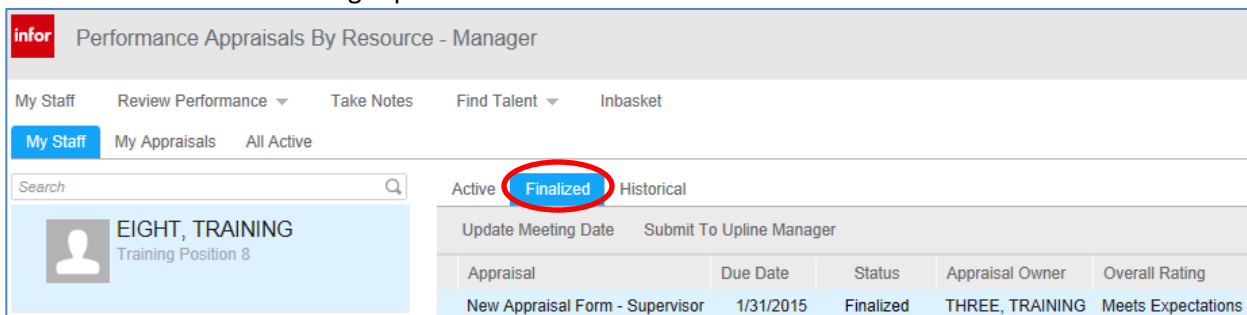 infor Performance Appraisals By Resource - Manager
My Staff Review Performance Take Notes Find Talent Inbasket
My Staff My Appraisals All Active
Search Active Finalized Historical
EIGHT, TRAINING
Training Position 8
Update Meeting Date Submit To Upline Manager
Appraisal Due Date Status Appraisal Owner Overall Rating
New Appraisal Form - Supervisor 1/31/2015 Finalized THREE, TRAINING Meets Expectations